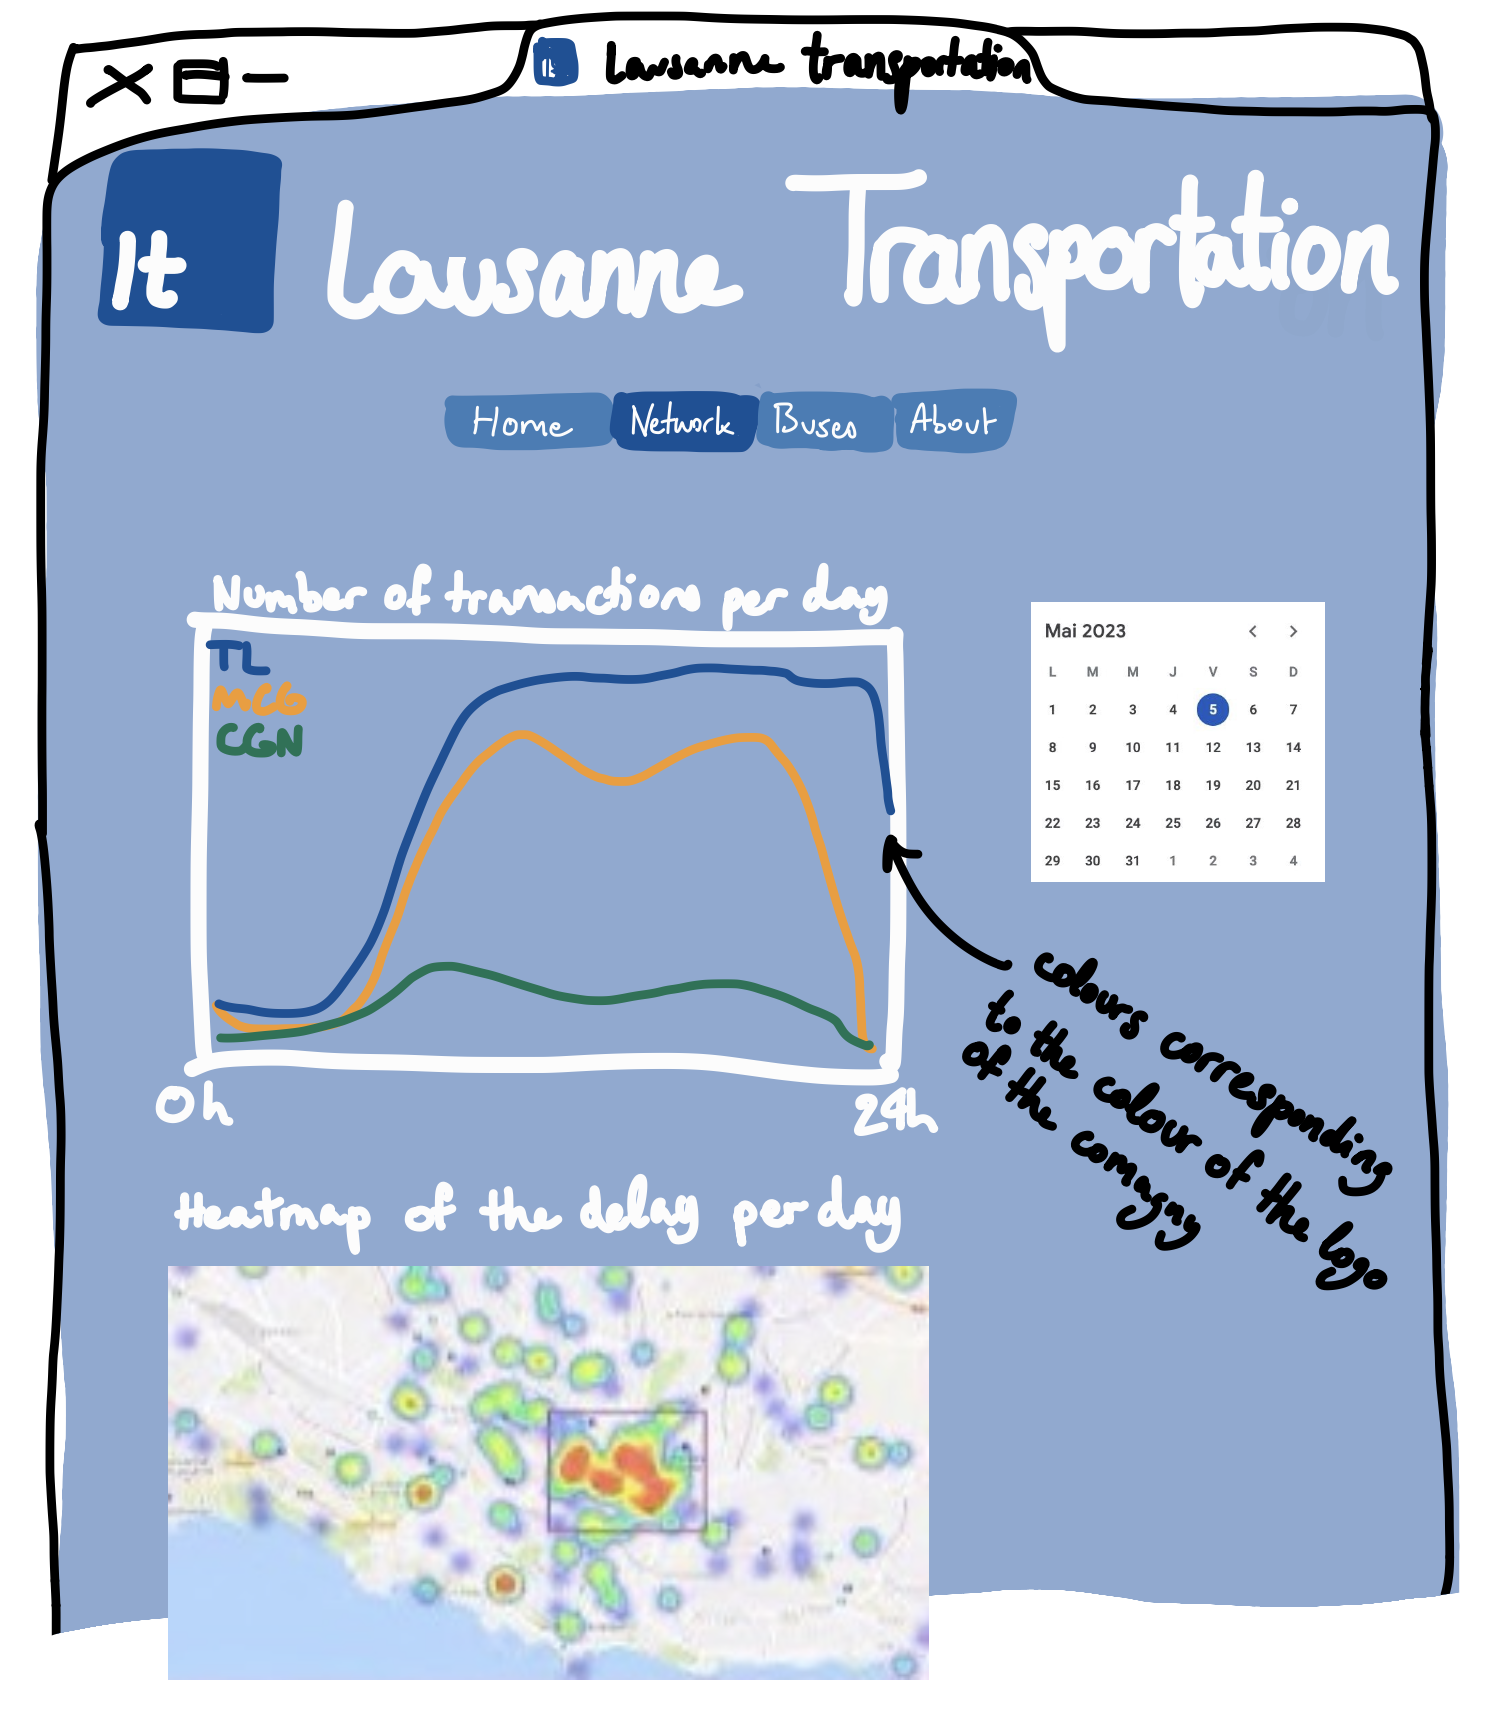 lt Lausanne transportation
lt Lausanne Transportation
Home Network Buses About
Number of transactions per day
TL
MCG
CGN
0h 24h
Mai 2023
L M M J V S D
1 2 3 4 5 6 7
8 9 10 11 12 13 14
15 16 17 18 19 20 21
22 23 24 25 26 27 28
29 30 31 1 2 3 4
colours corresponding
to the colour of the logo
of the compagny
Heatmap of the delay per day